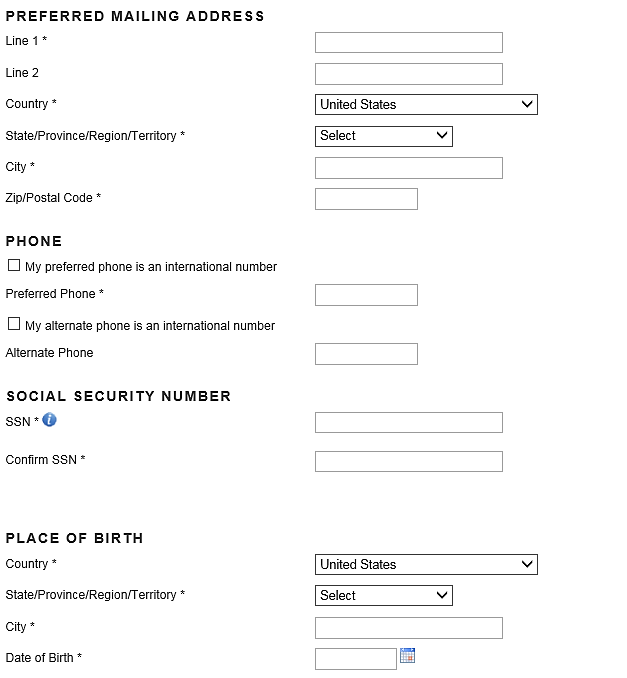 PREFERRED MAILING ADDRESS
Line 1 *
Line 2
Country * United States
State/Province/Region/Territory * Select
City *
Zip/Postal Code *
PHONE
My preferred phone is an international number
Preferred Phone *
My alternate phone is an international number
Alternate Phone
SOCIAL SECURITY NUMBER
SSN * i
Confirm SSN *
PLACE OF BIRTH
Country * United States
State/Province/Region/Territory * Select
City *
Date of Birth *